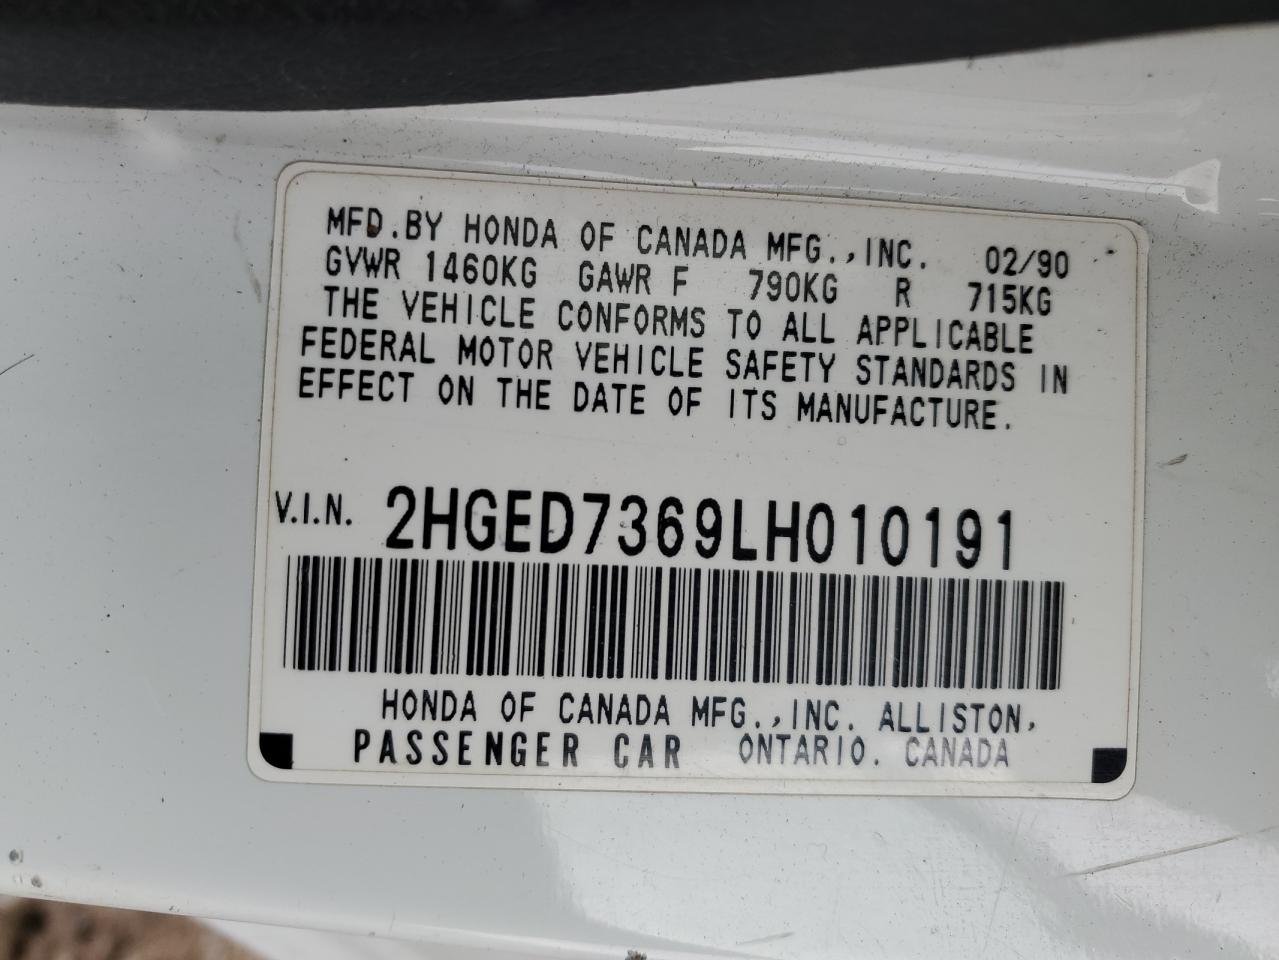 MFD.BY HONDA OF CANADA MFG.,INC. 02/90
GVWR 1460KG GAWR F 790KG R 715KG
THE VEHICLE CONFORMS TO ALL APPLICABLE
FEDERAL MOTOR VEHICLE SAFETY STANDARDS IN
EFFECT ON THE DATE OF ITS MANUFACTURE.
V.I.N. 2HGED7369LH010191
HONDA OF CANADA MFG.,INC. ALLISTON,
PASSENGER CAR ONTARIO. CANADA